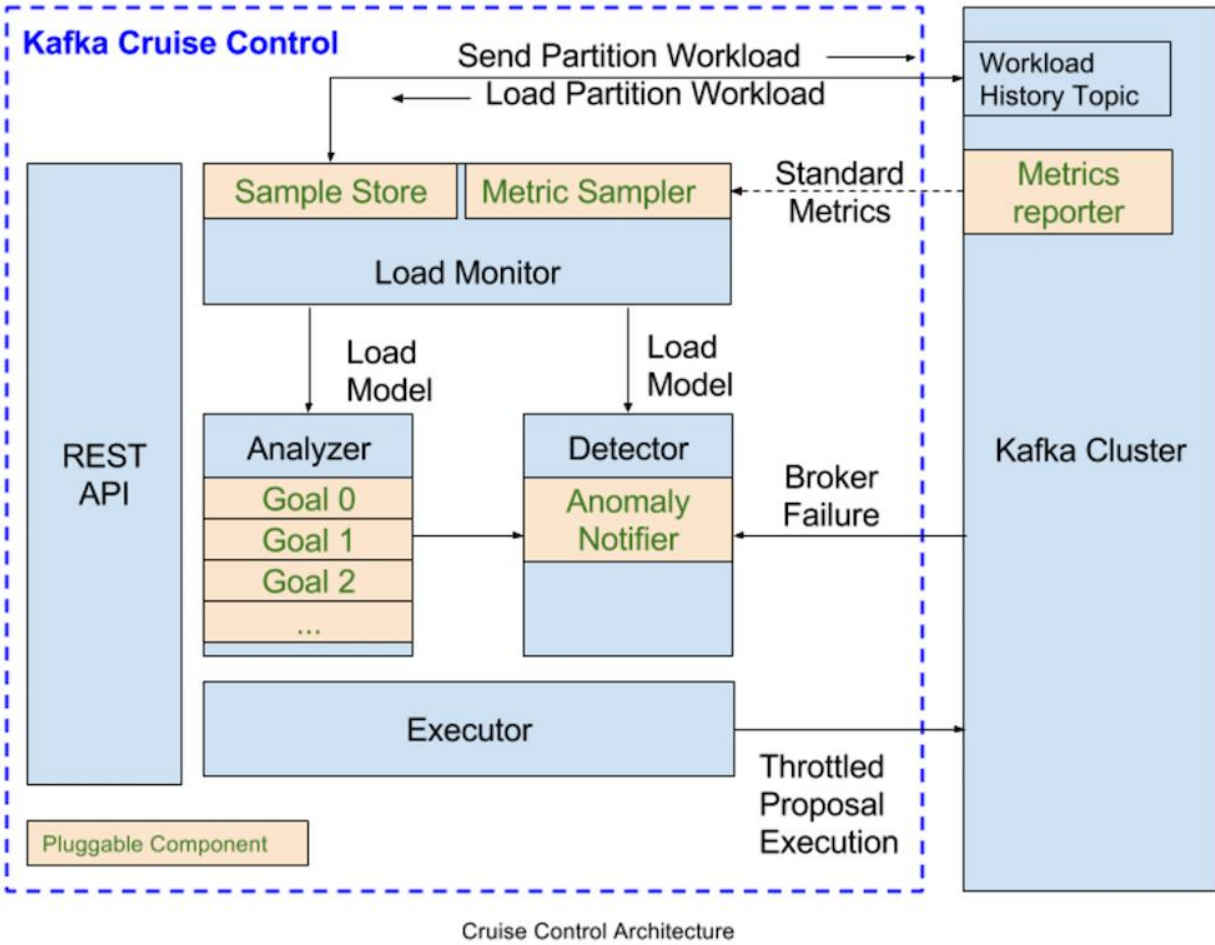 Kafka Cruise Control
Send Partition Workload
Load Partition Workload
Workload
History Topic
Sample Store
Metric Sampler
Standard
Metrics
Metrics
reporter
Load Monitor
Load
Model
Load
Model
REST
API
Analyzer
Goal 0
Goal 1
Goal 2
...
Detector
Anomaly
Notifier
Broker
Failure
Kafka Cluster
Executor
Throttled
Proposal
Execution
Pluggable Component
Cruise Control Architecture